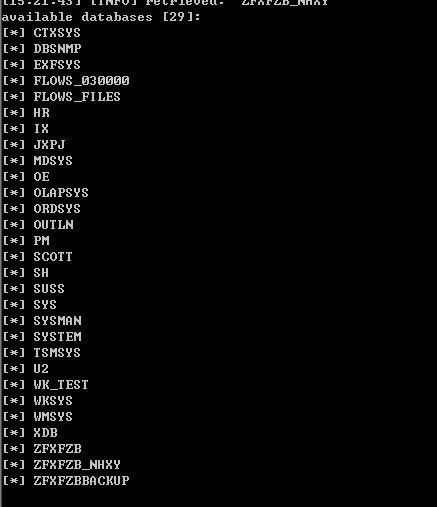 [15:21:43] [INFO] retrieved: ZFXFZB_NHXY
available databases [29]:
[*] CTXSYS
[*] DBSNMP
[*] EXFSYS
[*] FLOWS_030000
[*] FLOWS_FILES
[*] HR
[*] IX
[*] JXPJ
[*] MDSYS
[*] OE
[*] OLAPSYS
[*] ORDSYS
[*] OUTLN
[*] PM
[*] SCOTT
[*] SH
[*] SUSS
[*] SYS
[*] SYSMAN
[*] SYSTEM
[*] TSMSYS
[*] U2
[*] WK_TEST
[*] WKSYS
[*] WMSYS
[*] XDB
[*] ZFXFZB
[*] ZFXFZB_NHXY
[*] ZFXFZBBACKUP